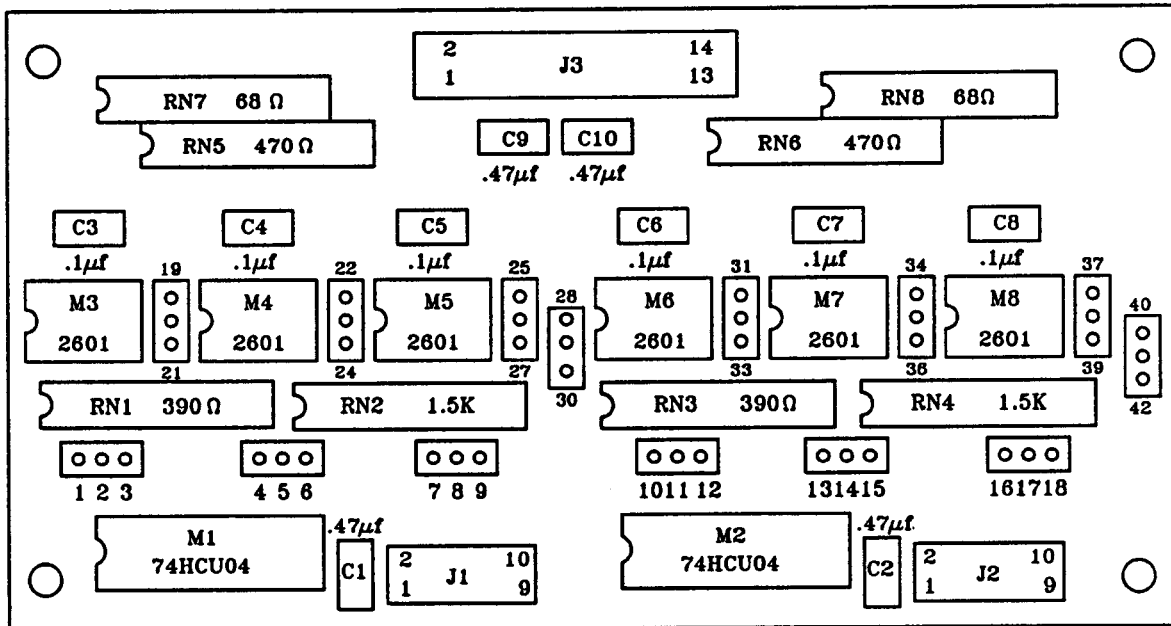 2 14
J3
1 13
RN7 68 Ω
RN8 68Ω
RN5 470 Ω
C9 C10
RN6 470 Ω
.47µf .47µf
C3 C4 C5 C6 C7 C8
.1µf .1µf .1µf .1µf .1µf .1µf
19 22 25 28 31 34 37 40
M3 M4 M5 M6 M7 M8
2601 2601 2601 2601 2601 2601
21 24 27 30 33 36 39 42
RN1 390Ω RN2 1.5K RN3 390Ω RN4 1.5K
1 2 3 4 5 6 7 8 9 10 11 12 13 14 15 16 17 18
M1
74HCU04
.47µf
C1
2 10
J1
1 9
M2
74HCU04
.47µf
C2
2 10
J2
1 9